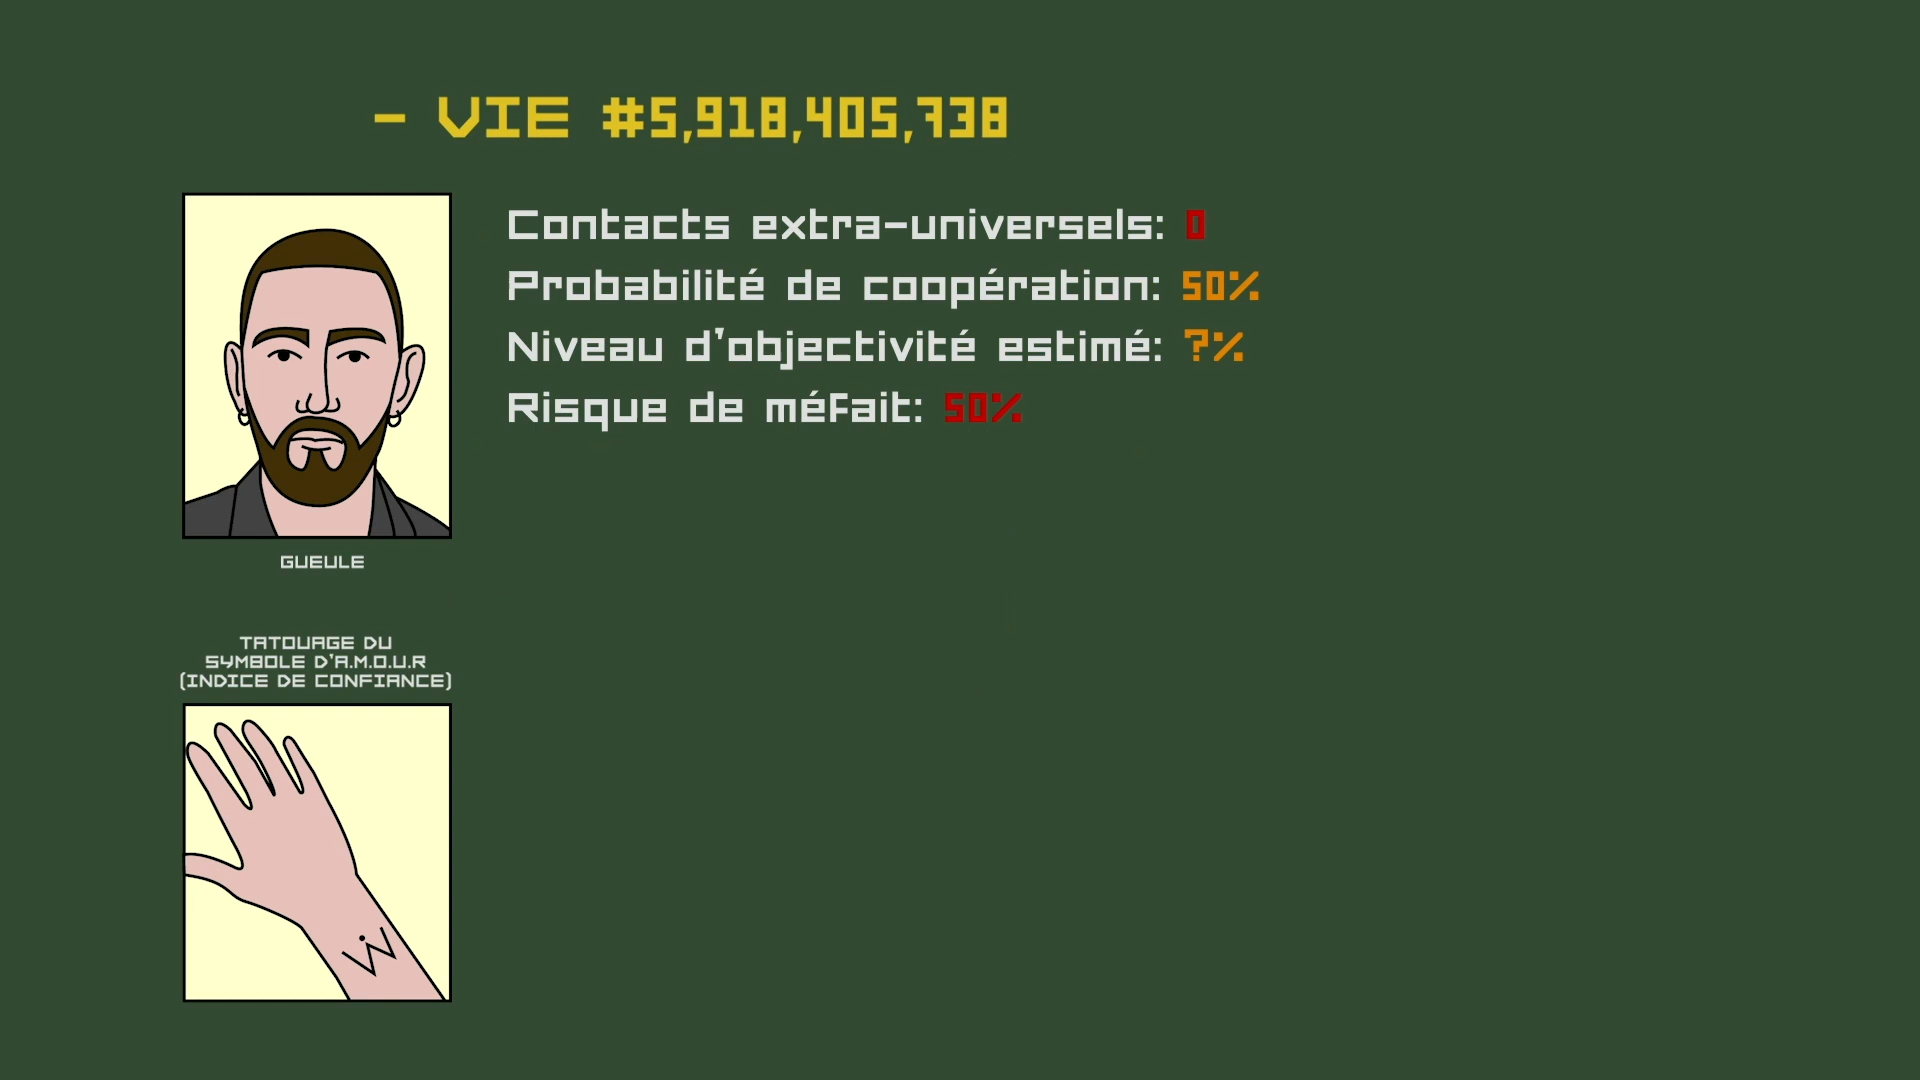 - VIE #5,918,405,738
Contacts extra-universels: 0
Probabilité de coopération: 50%
Niveau d'objectivité estimé: ?%
Risque de méfait: 50%
GUEULE
TATOUAGE DU
SYMBOLE D'A.M.O.U.R
(INDICE DE CONFIANCE)
W